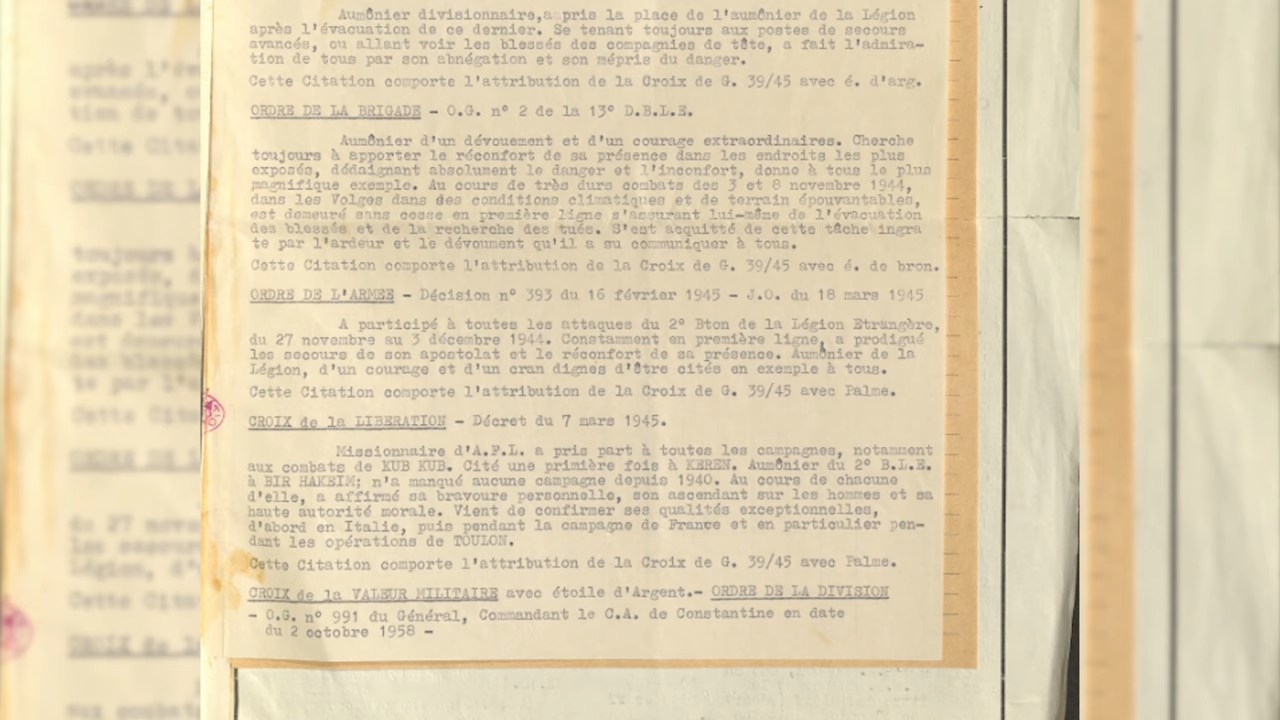 Aumônier divisionnaire,a pris la place de l'aumônier de la Légion
après l'évacuation de ce dernier. Se tenant toujours aux postes de secours
avancés, ou allant voir les blessés des compagnies de tête, a fait l'admira-
tion de tous par son abnégation et son mépris du danger.
Cette Citation comporte l'attribution de la Croix de G. 39/45 avec é. d'arg.
ORDRE DE LA BRIGADE - O.G. n° 2 de la 13° D.B.L.E.
Aumônier d'un dévouement et d'un courage extraordinaires. Cherche
toujours à apporter le réconfort de sa présence dans les endroits les plus
exposés, dédaignant absolument le danger et l'inconfort, donne à tous le plus
magnifique exemple. Au cours de très durs combats des 3 et 8 novembre 1944,
dans les Volges dans des conditions climatiques et de terrain épouvantables,
est demeuré sans cesse en première ligne s'assurant lui-même de l'évacuation
des blessés et de la recherche des tués. S'est acquitté de cette tâche ingra
te par l'ardeur et le dévoument qu'il a su communiquer à tous.
Cette Citation comporte l'attribution de la Croix de G. 39/45 avec é. de bron.
ORDRE DE L'ARMEE - Décision n° 393 du 16 février 1945 - J.O. du 18 mars 1945
A participé à toutes les attaques du 2° Bton de la Légion Etrangère,
du 27 novembre au 3 décembre 1944. Constamment en première ligne, a prodigué
les secours de son apostolat et le réconfort de sa présence. Aumônier de la
Légion, d'un courage et d'un cran dignes d'être cités en exemple à tous.
Cette Citation comporte l'attribution de la Croix de G. 39/45 avec Palme.
CROIX de la LIBERATION - Décret du 7 mars 1945.
Missionnaire d'A.F.L. a pris part à toutes les campagnes, notamment
aux combats de KUB KUB. Cité une primière fois à KEREN. Aumônier du 2° B.L.E.
à BIR HAKEIM; n'a manqué aucune campagne depuis 1940. Au cours de chacune
d'elle, a affirmé sa bravoure personnelle, son ascendant sur les hommes et sa
haute autorité morale. Vient de confirmer ses qualités exceptionnelles,
d'abord en Italie, puis pendant la campagne de France et en particulier pen-
dant les opérations de TOULON.
Cette Citation comporte l'attribution de la Croix de G. 39/45 avec Palme.
CROIX de la VALEUR MILITAIRE avec étoile d'Argent.- ORDRE DE LA DIVISION
- O.G. n° 991 du Général, Commandant le C.A. de Constantine en date
du 2 octobre 1958 -